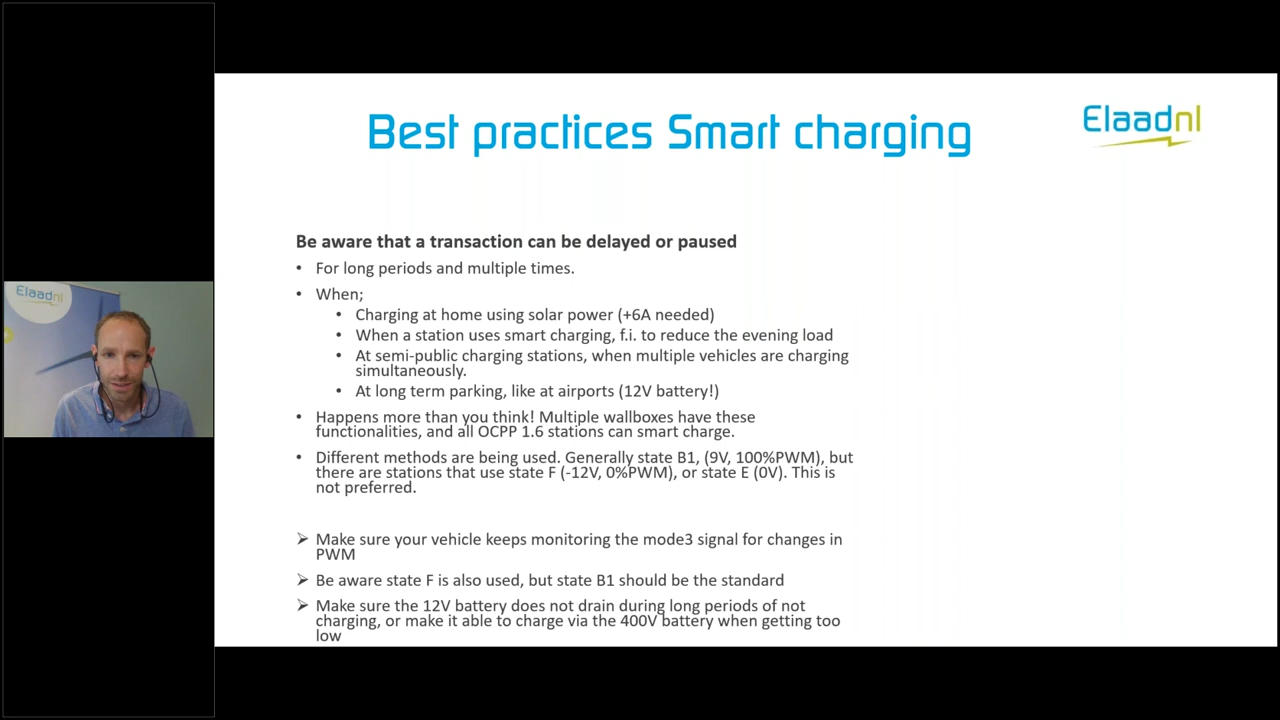 Best practices Smart charging
Elaadnl
Be aware that a transaction can be delayed or paused
• For long periods and multiple times.
• When;
• Charging at home using solar power (+6A needed)
• When a station uses smart charging, f.i. to reduce the evening load
• At semi-public charging stations, when multiple vehicles are charging
simultaneously.
• At long term parking, like at airports (12V battery!)
• Happens more than you think! Multiple wallboxes have these
functionalities, and all OCPP 1.6 stations can smart charge.
• Different methods are being used. Generally state B1, (9V, 100%PWM), but
there are stations that use state F (-12V, 0%PWM), or state E (0V). This is
not preferred.
➢ Make sure your vehicle keeps monitoring the mode3 signal for changes in
PWM
➢ Be aware state F is also used, but state B1 should be the standard
➢ Make sure the 12V battery does not drain during long periods of not
charging, or make it able to charge via the 400V battery when getting too
low
Elaadnl